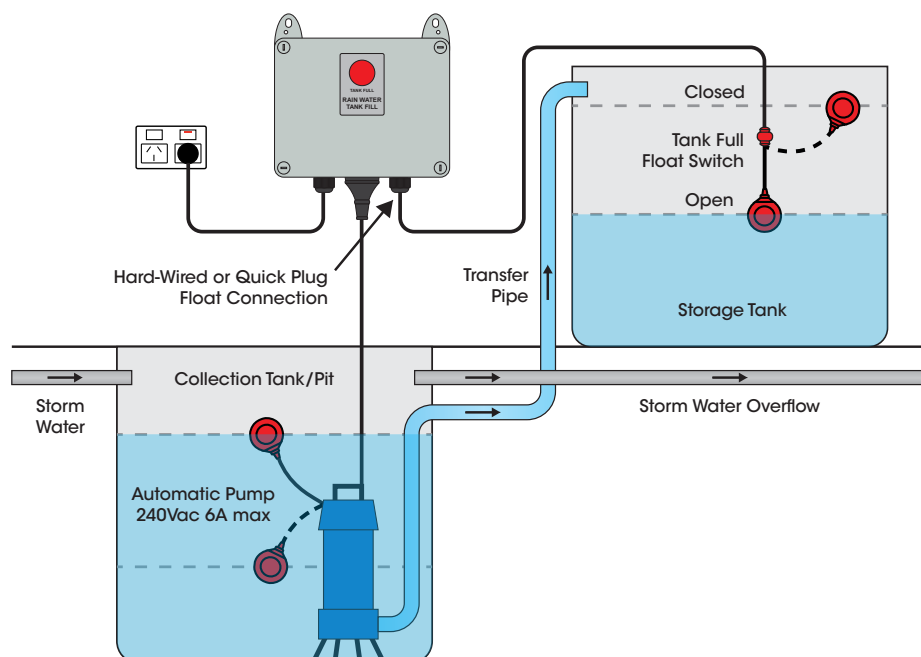 TANK FULL
RAIN WATER
TANK FILL
Closed
Tank Full
Float Switch
Open
Hard-Wired or Quick Plug
Float Connection
Transfer
Pipe
Storage Tank
Collection Tank/Pit
Storm
Water
Storm Water Overflow
Automatic Pump
240Vac 6A max